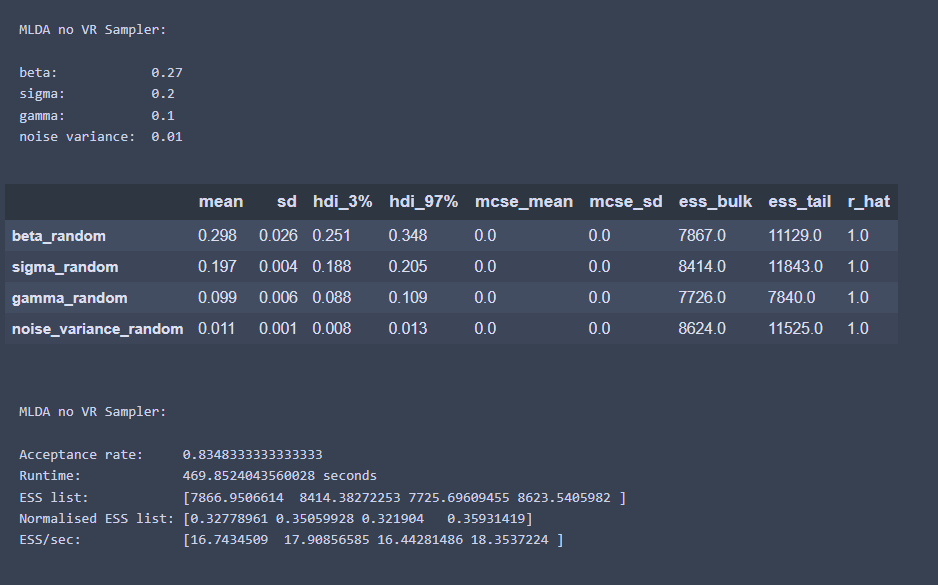 MLDA no VR Sampler:
beta: 0.27
sigma: 0.2
gamma: 0.1
noise variance: 0.01
mean sd hdi_3% hdi_97% mcse_mean mcse_sd ess_bulk ess_tail r_hat
beta_random 0.298 0.026 0.251 0.348 0.0 0.0 7867.0 11129.0 1.0
sigma_random 0.197 0.004 0.188 0.205 0.0 0.0 8414.0 11843.0 1.0
gamma_random 0.099 0.006 0.088 0.109 0.0 0.0 7726.0 7840.0 1.0
noise_variance_random 0.011 0.001 0.008 0.013 0.0 0.0 8624.0 11525.0 1.0
MLDA no VR Sampler:
Acceptance rate: 0.8348333333333333
Runtime: 469.8524043560028 seconds
ESS list: [7866.9506614 8414.38272253 7725.69609455 8623.5405982 ]
Normalised ESS list: [0.32778961 0.35059928 0.321904 0.35931419]
ESS/sec: [16.7434509 17.90856585 16.44281486 18.3537224 ]